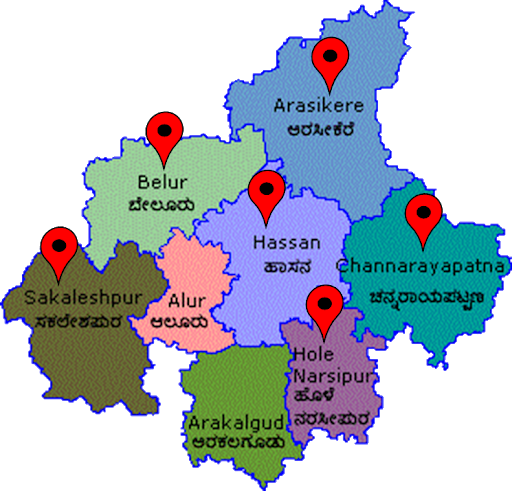 Arasikere
ಅರಸೀಕೆರೆ
Belur
ಬೇಲೂರು
Hassan
ಹಾಸನ
Channarayapatna
ಚನ್ನರಾಯಪಟ್ಟಣ
Sakaleshpur
ಸಕಲೇಶಪುರ
Alur
ಆಲೂರು
Hole
Narsipur
ಹೊಳೆ
ನರಸೀಪುರ
Arakalgud
ಅರಕಲಗೂಡು